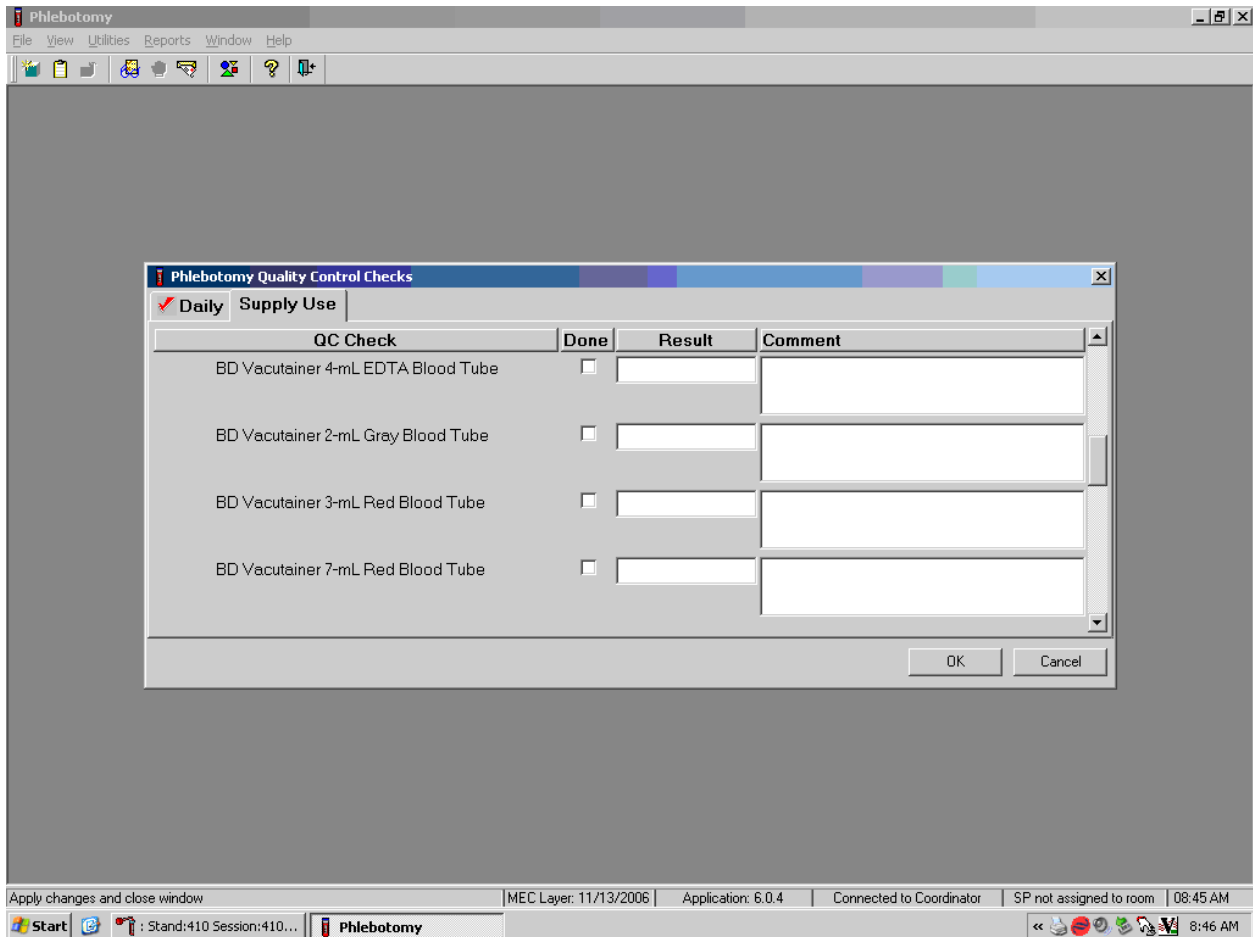 Phlebotomy
File View Utilities Reports Window Help
Phlebotomy Quality Control Checks
Daily Supply Use
QC Check Done Result Comment
BD Vacutainer 4-mL EDTA Blood Tube
BD Vacutainer 2-mL Gray Blood Tube
BD Vacutainer 3-mL Red Blood Tube
BD Vacutainer 7-mL Red Blood Tube
OK Cancel
Apply changes and close window MEC Layer: 11/13/2006 Application: 6.0.4 Connected to Coordinator SP not assigned to room 08:45 AM
Start : Stand:410 Session:410... Phlebotomy « 8:46 AM